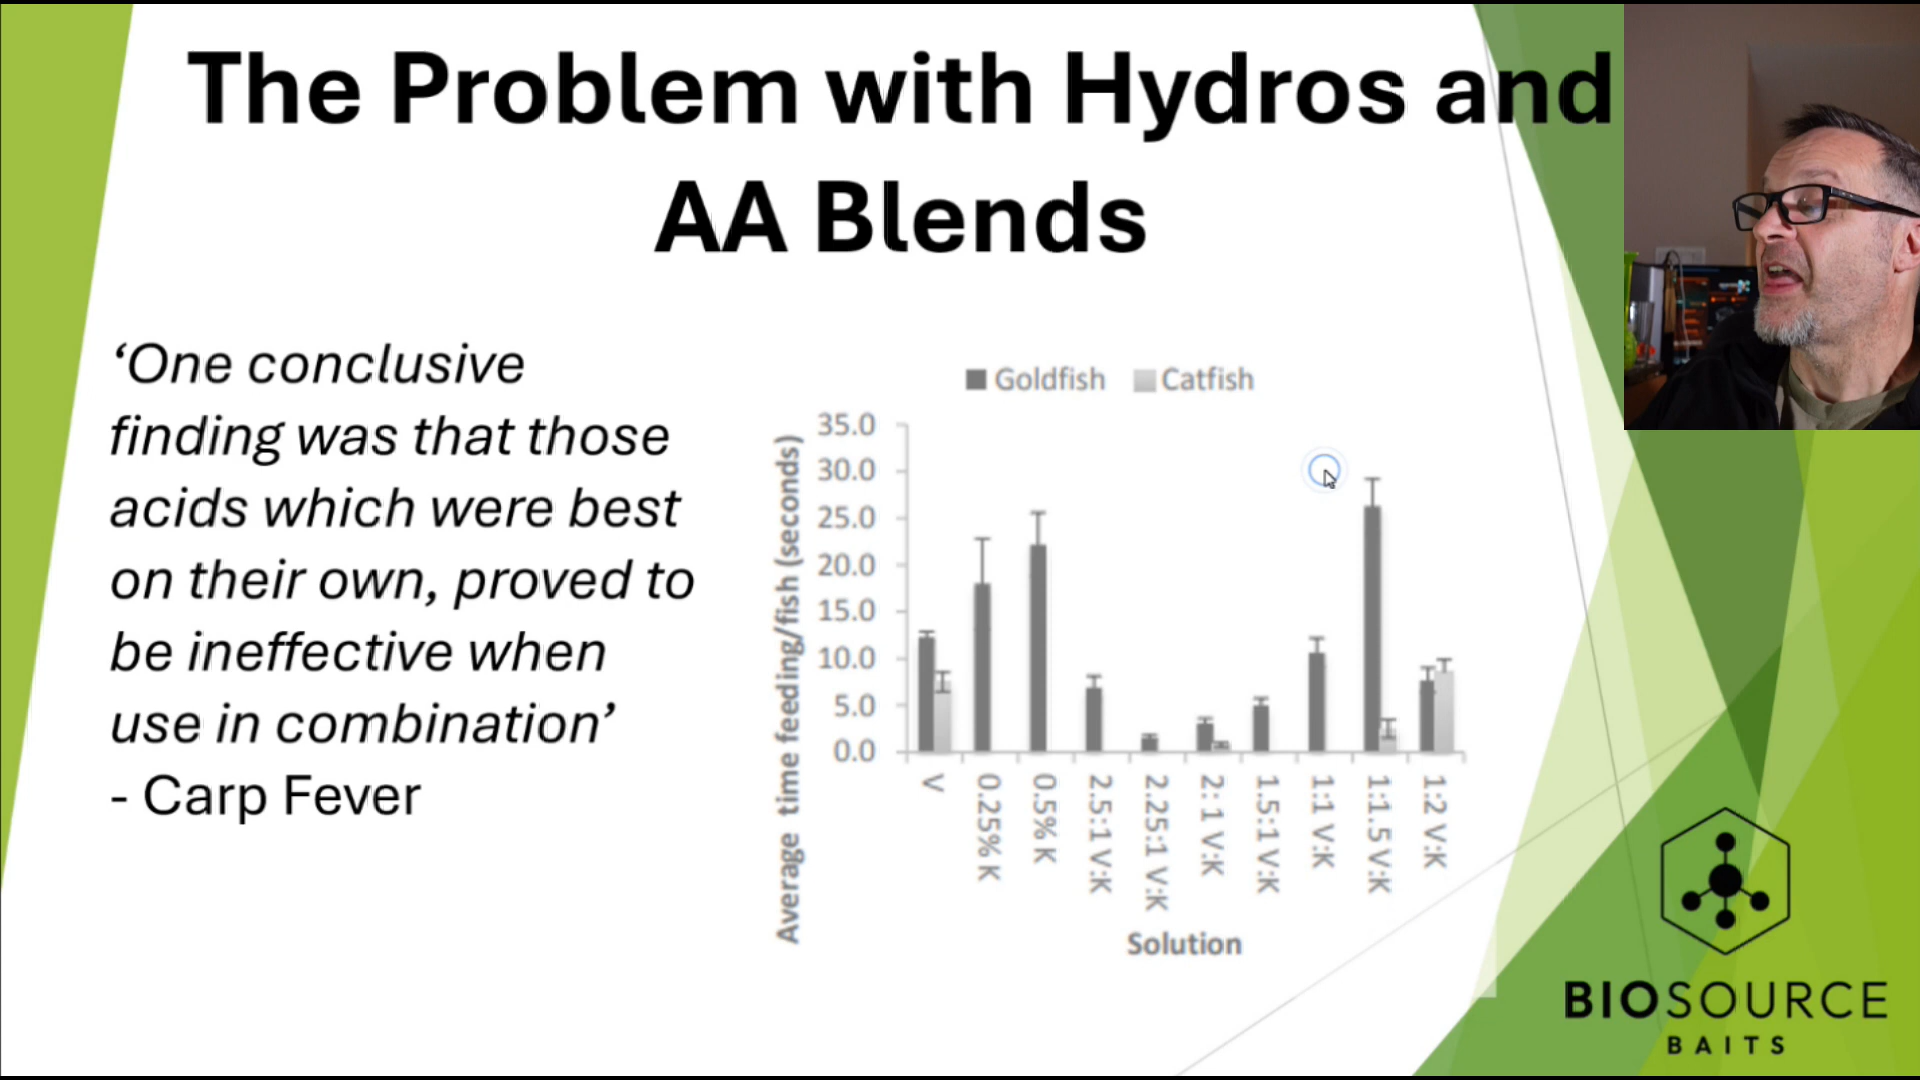 The Problem with Hydros and
AA Blends
‘One conclusive
finding was that those
acids which were best
on their own, proved to
be ineffective when
use in combination’
- Carp Fever
Goldfish Catfish
Average time feeding/fish (seconds)
35.0
30.0
25.0
20.0
15.0
10.0
5.0
0.0
V
0.25% K
0.5% K
2.5:1 V:K
2.25:1 V:K
2: 1 V:K
1.5:1 V:K
1:1 V:K
1:1.5 V:K
1:2 V:K
Solution
BIOSOURCE
BAITS